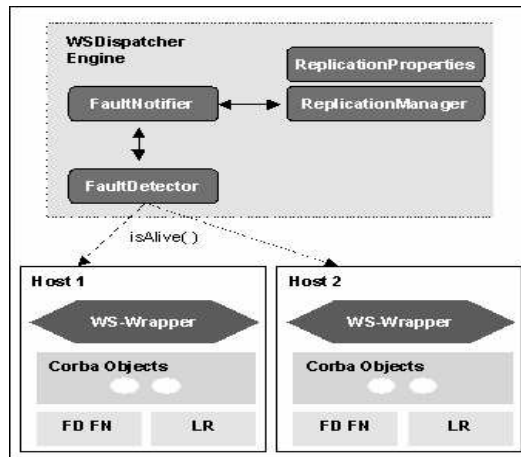 WSDispatcher
Engine
ReplicationProperties
FaultNotifier
ReplicationManager
FaultDetector
isAlive( )
Host 1
WS-Wrapper
Corba Objects
FD FN
LR
Host 2
WS-Wrapper
Corba Objects
FD FN
LR